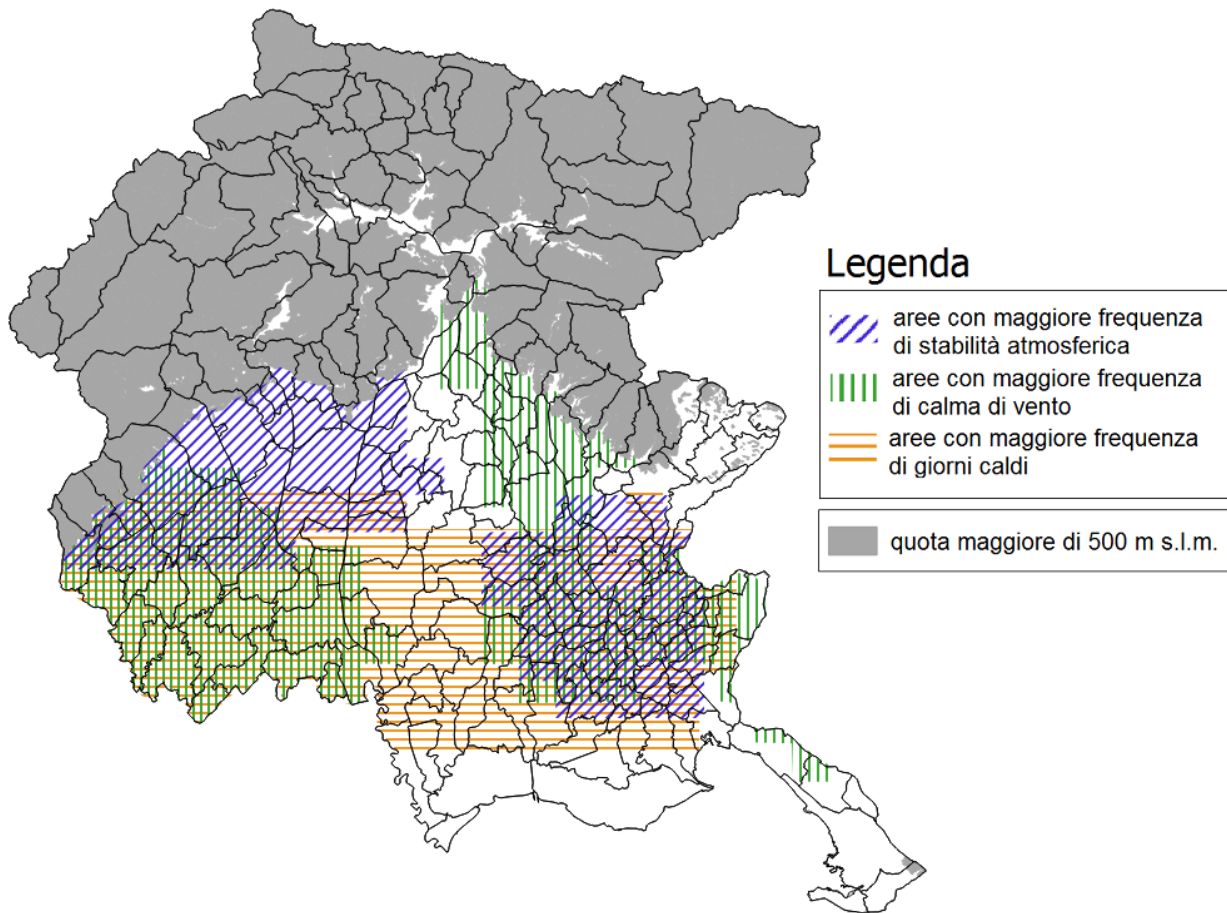 Legenda
aree con maggiore frequenza
di stabilità atmosferica
aree con maggiore frequenza
di calma di vento
aree con maggiore frequenza
di giorni caldi
quota maggiore di 500 m s.l.m.